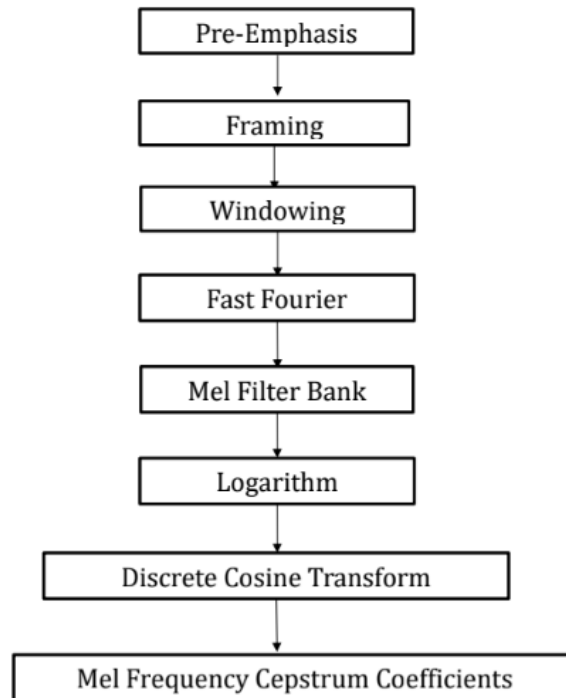 Pre-Emphasis
Framing
Windowing
Fast Fourier
Mel Filter Bank
Logarithm
Discrete Cosine Transform
Mel Frequency Cepstrum Coefficients